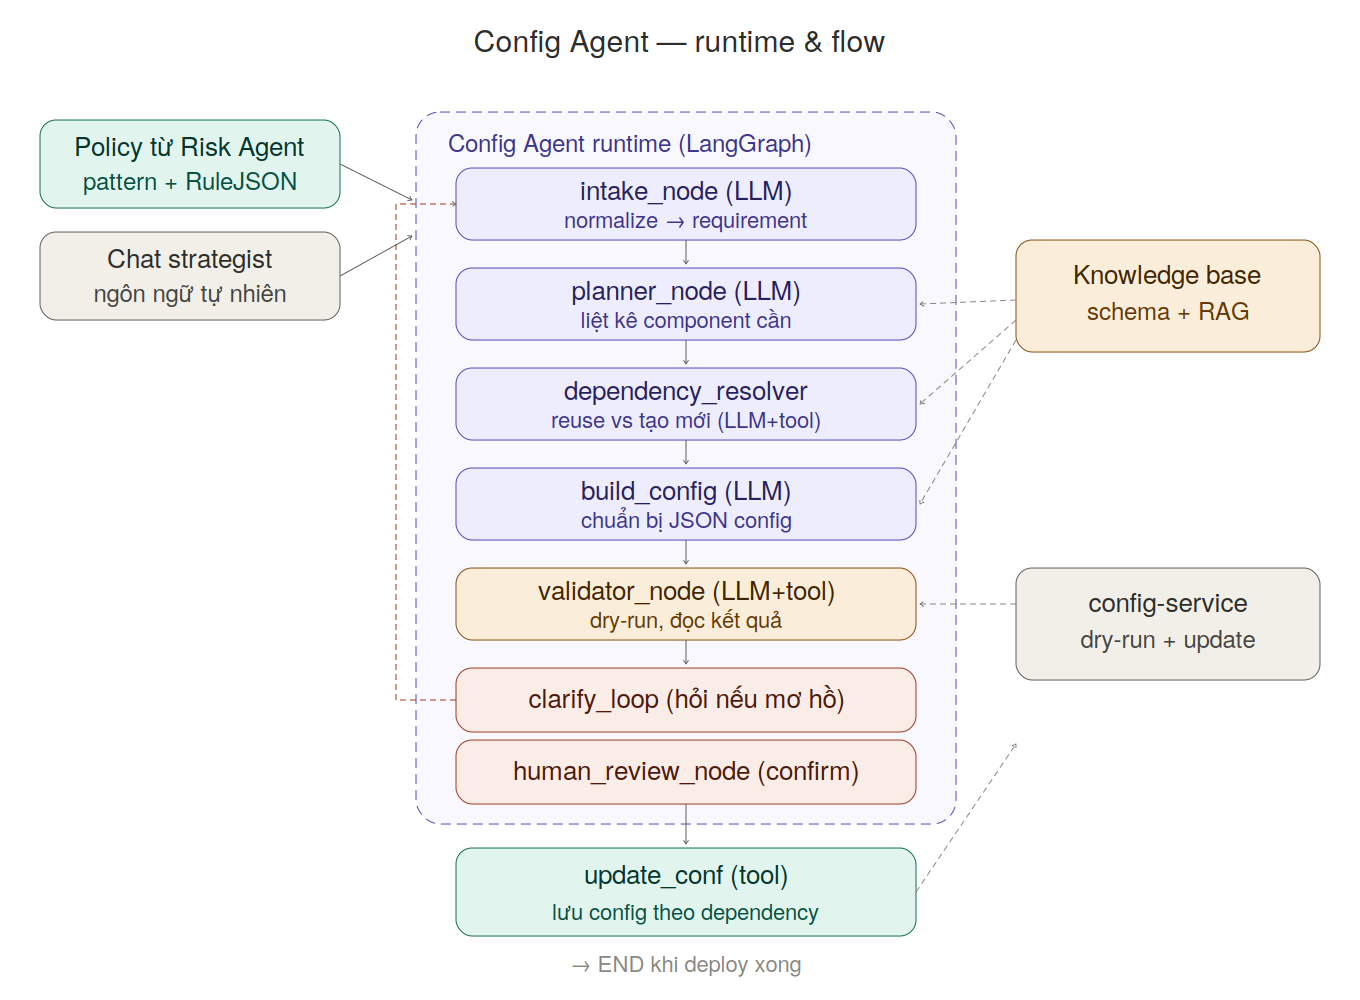 Config Agent — runtime & flow
Policy từ Risk Agent
pattern + RuleJSON
Chat strategist
ngôn ngữ tự nhiên
Config Agent runtime (LangGraph)
intake_node (LLM)
normalize → requirement
planner_node (LLM)
liệt kê component cần
dependency_resolver
reuse vs tạo mới (LLM+tool)
build_config (LLM)
chuẩn bị JSON config
validator_node (LLM+tool)
dry-run, đọc kết quả
clarify_loop (hỏi nếu mơ hồ)
human_review_node (confirm)
update_conf (tool)
lưu config theo dependency
→ END khi deploy xong
Knowledge base
schema + RAG
config-service
dry-run + update